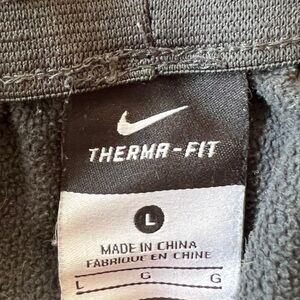 THERMA-FIT
L
MADE IN CHINA
FABRIQUÉ EN CHINE
L G G